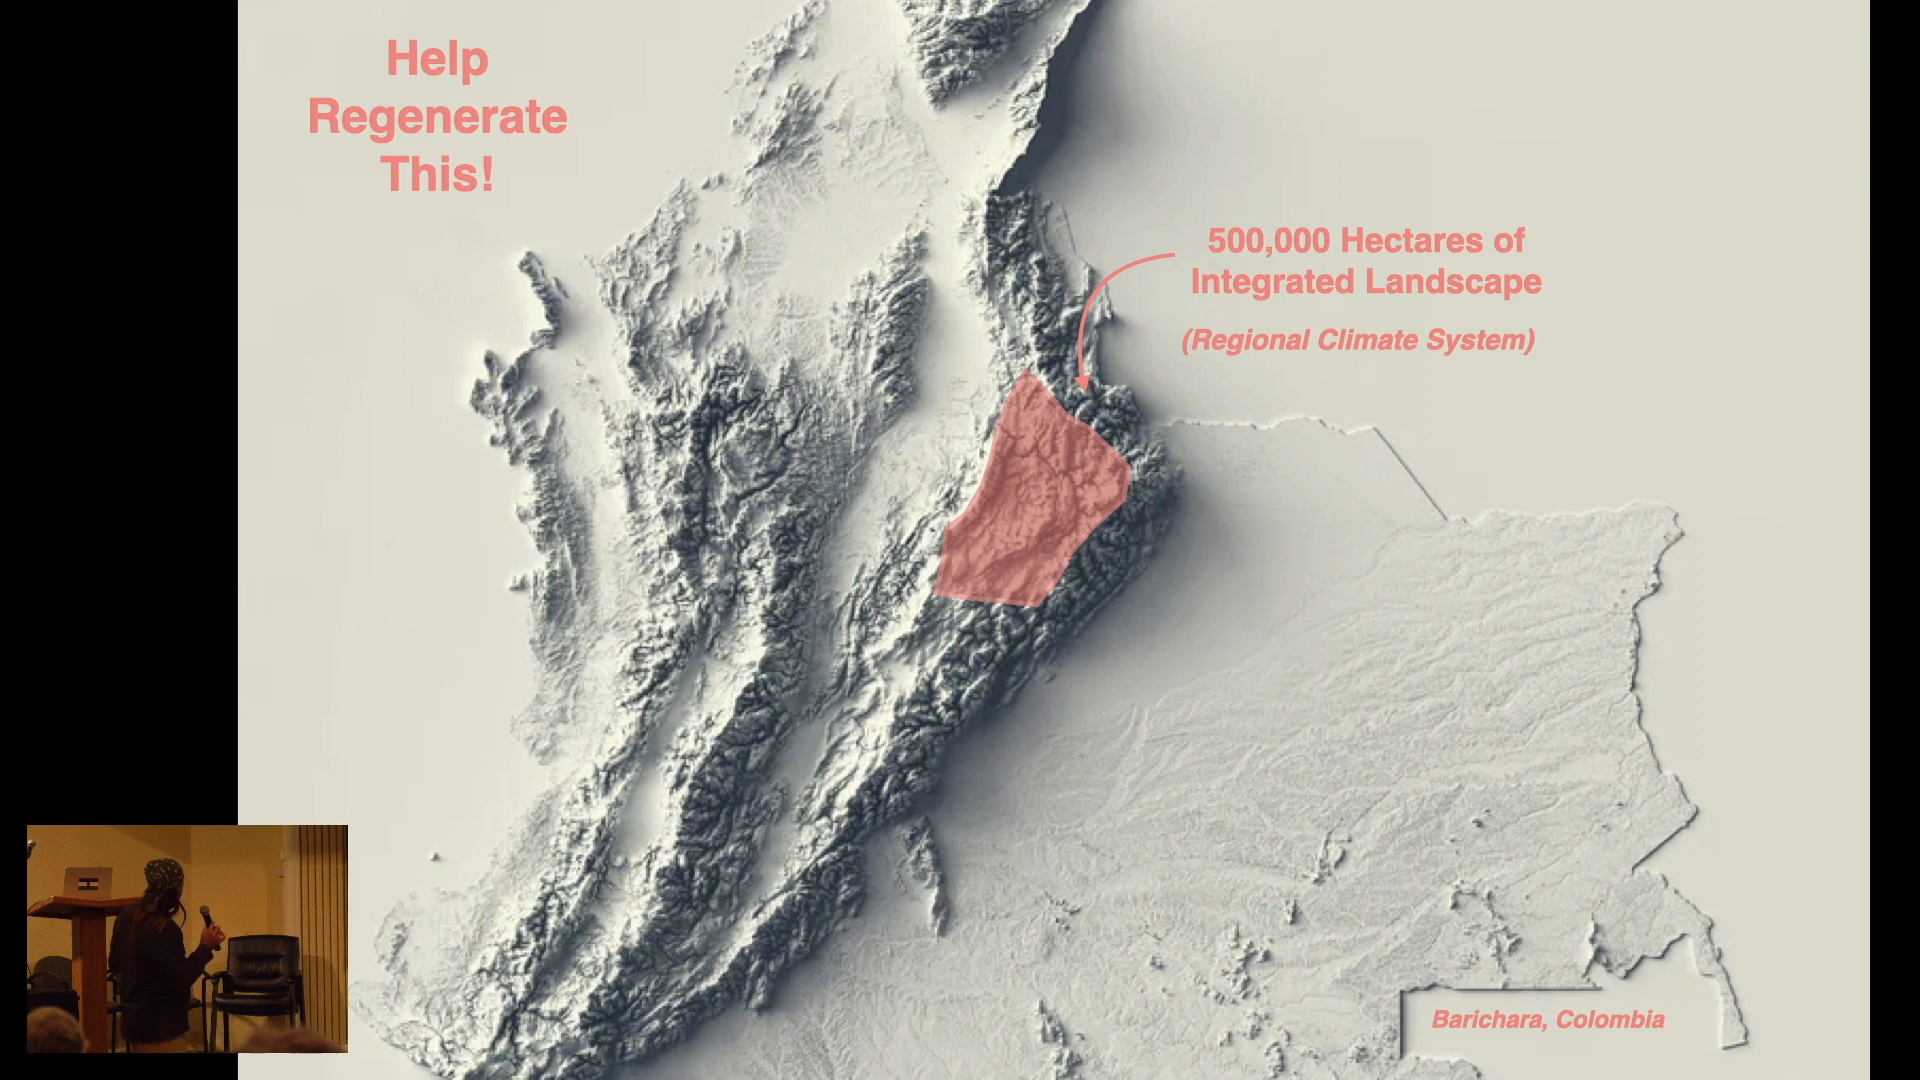 Help
Regenerate
This!
500,000 Hectares of
Integrated Landscape
(Regional Climate System)
Barichara, Colombia